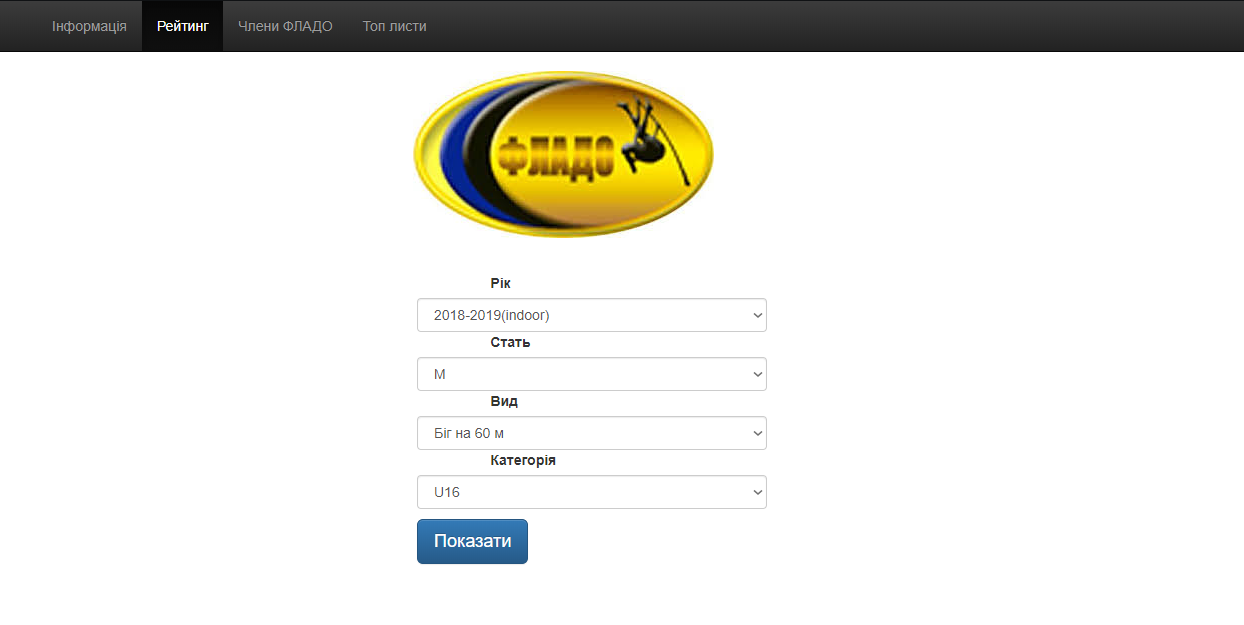 Інформація Рейтинг Члени ФЛАДО Топ листи
ФЛАДО
Рік
2018-2019(indoor)
Стать
М
Вид
Біг на 60 м
Категорія
U16
Показати